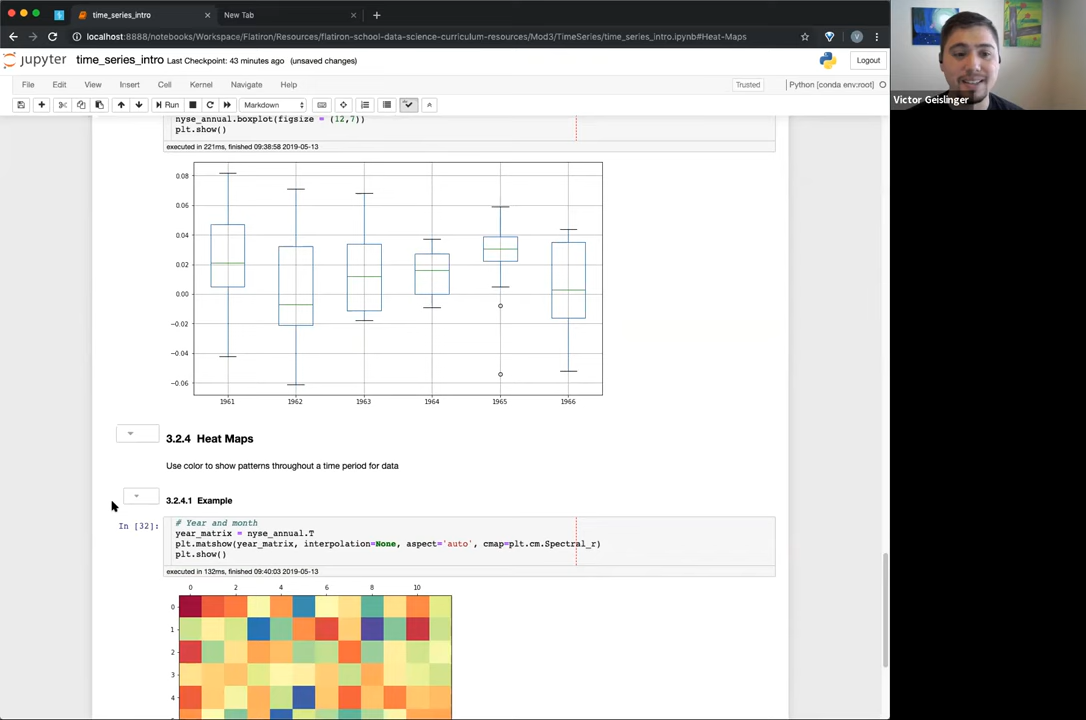 time_series_intro
New Tab
localhost:8888/notebooks/Workspace/Flatiron/Resources/flatiron-school-data-science-curriculum-resources/Mod3/TimeSeries/time_series_intro.ipynb#Heat-Maps
V
jupyter time_series_intro Last Checkpoint: 43 minutes ago (unsaved changes)
Logout
Victor Geislinger
File Edit View Insert Cell Kernel Navigate Help
Trusted
Python [conda env:root]
Run
Markdown
nyse_annual.boxplot(figsize = (12,7))
plt.show()
executed in 221ms, finished 09:38:58 2019-05-13
0.08
0.06
0.04
0.02
0.00
−0.02
−0.04
−0.06
1961 1962 1963 1964 1965 1966
3.2.4 Heat Maps
Use color to show patterns throughout a time period for data
3.2.4.1 Example
In [32]:
# Year and month
year_matrix = nyse_annual.T
plt.matshow(year_matrix, interpolation=None, aspect='auto', cmap=plt.cm.Spectral_r)
plt.show()
executed in 132ms, finished 09:40:03 2019-05-13
0 2 4 6 8 10
0
1
2
3
4